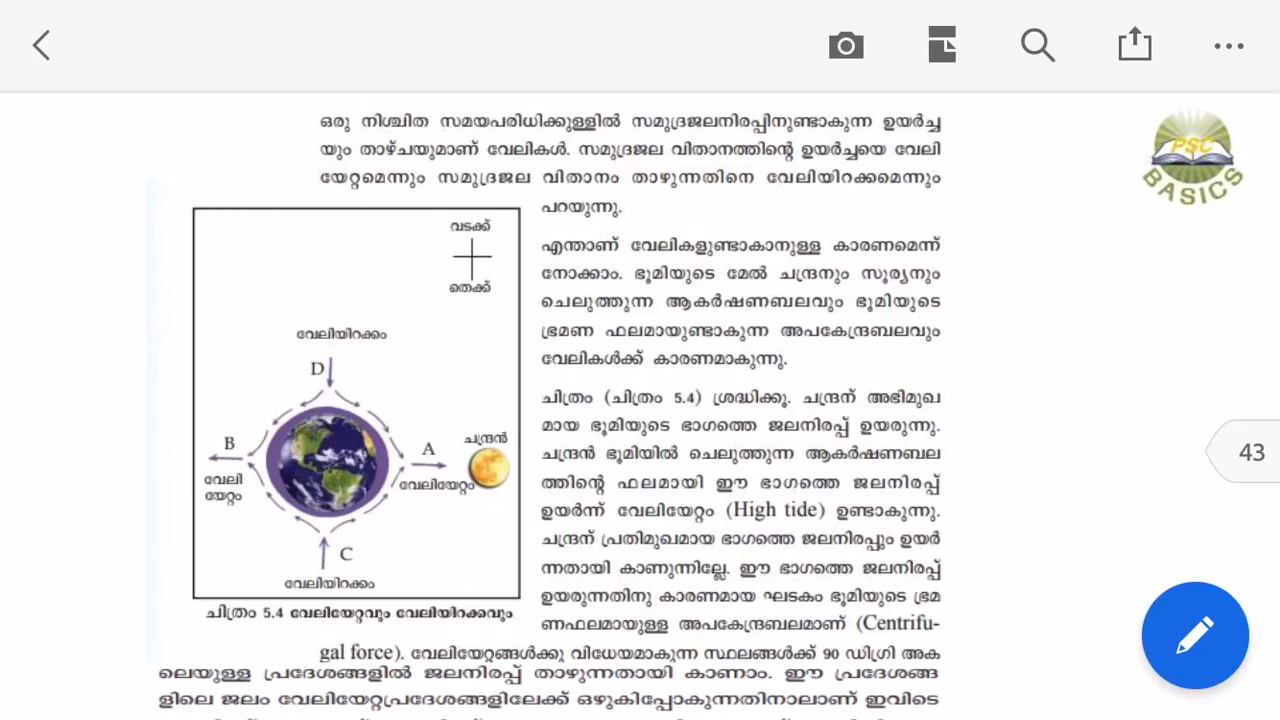 ഒരു നിശ്ചിത സമയപരിധിക്കുള്ളിൽ സമുദ്രജലനിരപ്പിനുണ്ടാകുന്ന ഉയർച്ച
യും താഴ്ചയുമാണ് വേലികൾ. സമുദ്രജല വിതാനത്തിന്റെ ഉയർച്ചയെ വേലി
യേറ്റമെന്നും സമുദ്രജല വിതാനം താഴുന്നതിനെ വേലിയിറക്കമെന്നും
പറയുന്നു.
PSC
BASICS
വടക്ക്
തെക്ക്
വേലിയിറക്കം
D
B
വേലി
യേറ്റം
A
ചന്ദ്രൻ
വേലിയേറ്റം
C
വേലിയിറക്കം
ചിത്രം 5.4 വേലിയേറ്റവും വേലിയിറക്കവും
എന്താണ് വേലികളുണ്ടാകാനുള്ള കാരണമെന്ന്
നോക്കാം. ഭൂമിയുടെ മേൽ ചന്ദ്രനും സൂര്യനും
ചെലുത്തുന്ന ആകർഷണബലവും ഭൂമിയുടെ
ഭ്രമണ ഫലമായുണ്ടാകുന്ന അപകേന്ദ്രബലവും
വേലികൾക്ക് കാരണമാകുന്നു.
ചിത്രം (ചിത്രം 5.4) ശ്രദ്ധിക്കൂ. ചന്ദ്രന് അഭിമുഖ
മായ ഭൂമിയുടെ ഭാഗത്തെ ജലനിരപ്പ് ഉയരുന്നു.
ചന്ദ്രൻ ഭൂമിയിൽ ചെലുത്തുന്ന ആകർഷണബല
ത്തിന്റെ ഫലമായി ഈ ഭാഗത്തെ ജലനിരപ്പ്
ഉയർന്ന് വേലിയേറ്റം (High tide) ഉണ്ടാകുന്നു.
ചന്ദ്രന് പ്രതിമുഖമായ ഭാഗത്തെ ജലനിരപ്പും ഉയർ
ന്നതായി കാണുന്നില്ലേ. ഈ ഭാഗത്തെ ജലനിരപ്പ്
ഉയരുന്നതിനു കാരണമായ ഘടകം ഭൂമിയുടെ ഭ്രമ
ണഫലമായുള്ള അപകേന്ദ്രബലമാണ് (Centrifu-
gal force). വേലിയേറ്റങ്ങൾക്കു വിധേയമാകുന്ന സ്ഥലങ്ങൾക്ക് 90 ഡിഗ്രി അക
ലെയുള്ള പ്രദേശങ്ങളിൽ ജലനിരപ്പ് താഴുന്നതായി കാണാം. ഈ പ്രദേശങ്ങ
ളിലെ ജലം വേലിയേറ്റപ്രദേശങ്ങളിലേക്ക് ഒഴുകിപ്പോകുന്നതിനാലാണ് ഇവിടെ
43